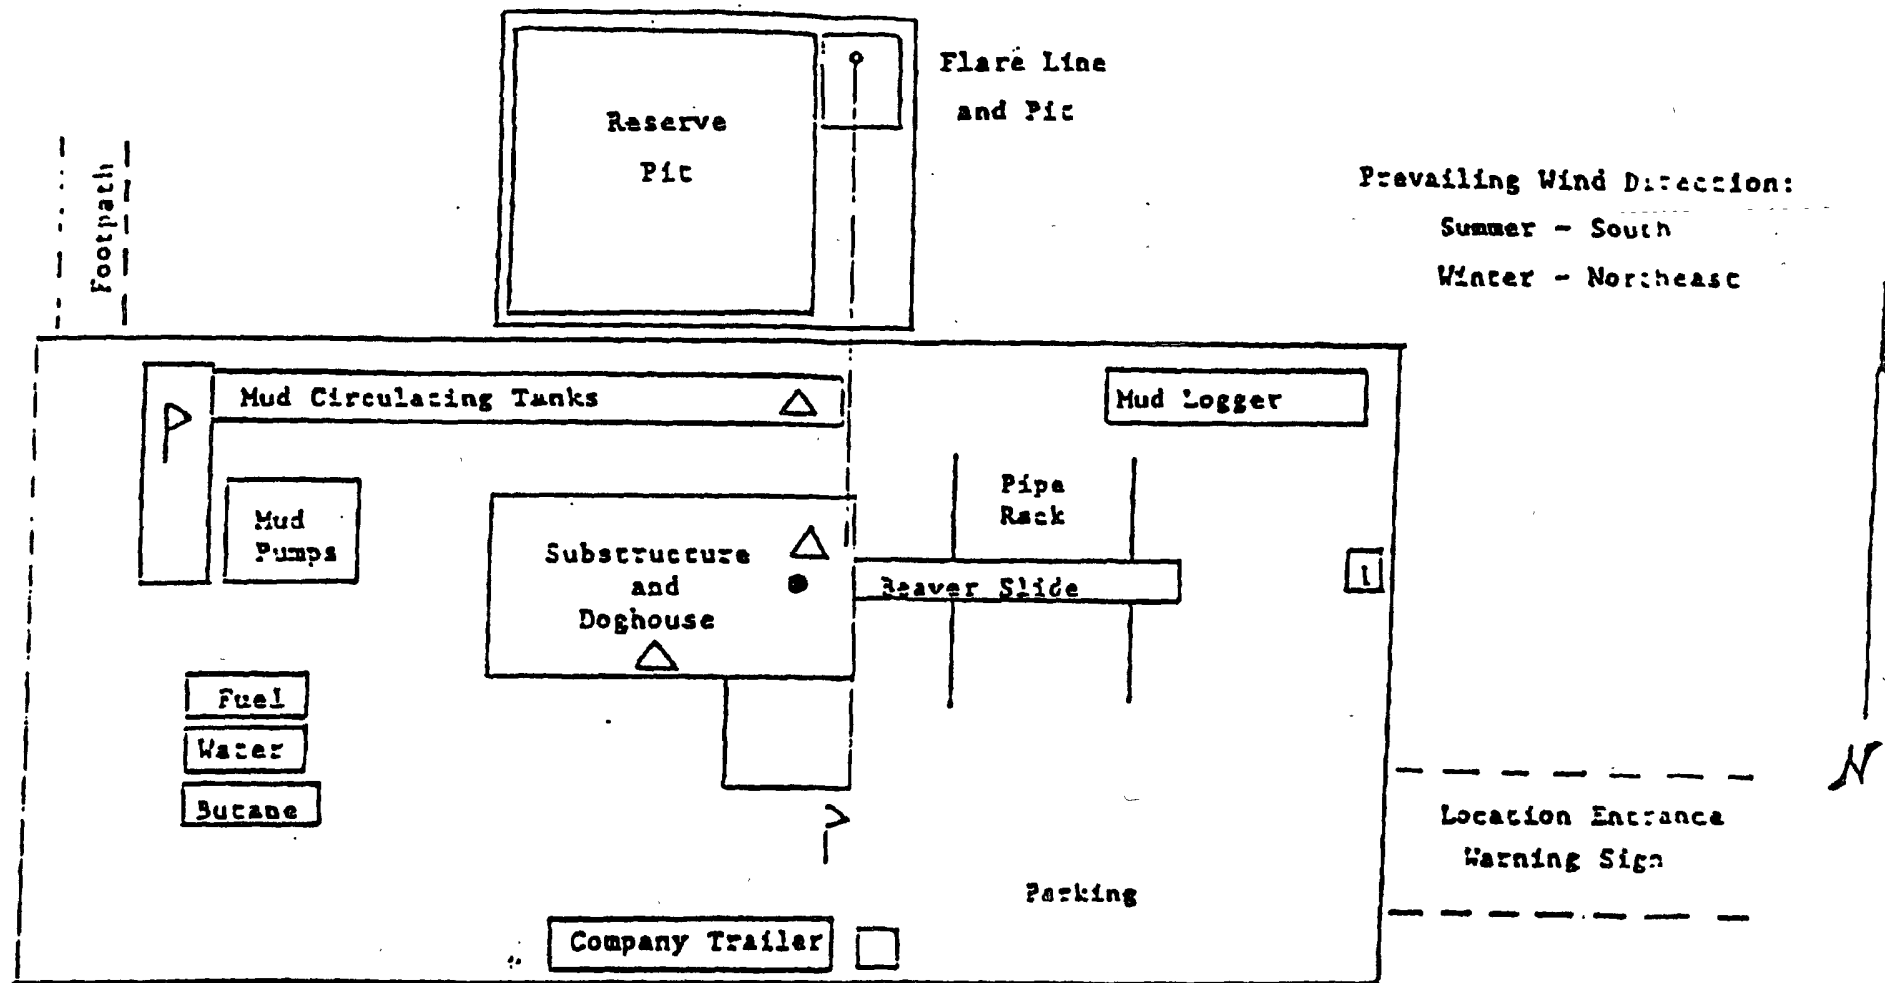 Flare Line
and Pit
Reserve
Pit
Footpath
Prevailing Wind Direction:
Summer - South
Winter - Northeast
Mud Circulating Tanks
Mud Logger
Pipe
Rack
Mud
Pumps
Substructure
and
Doghouse
Beaver Slide
1
Fuel
Water
Butane
N
Location Entrance
Warning Sign
Parking
Company Trailer